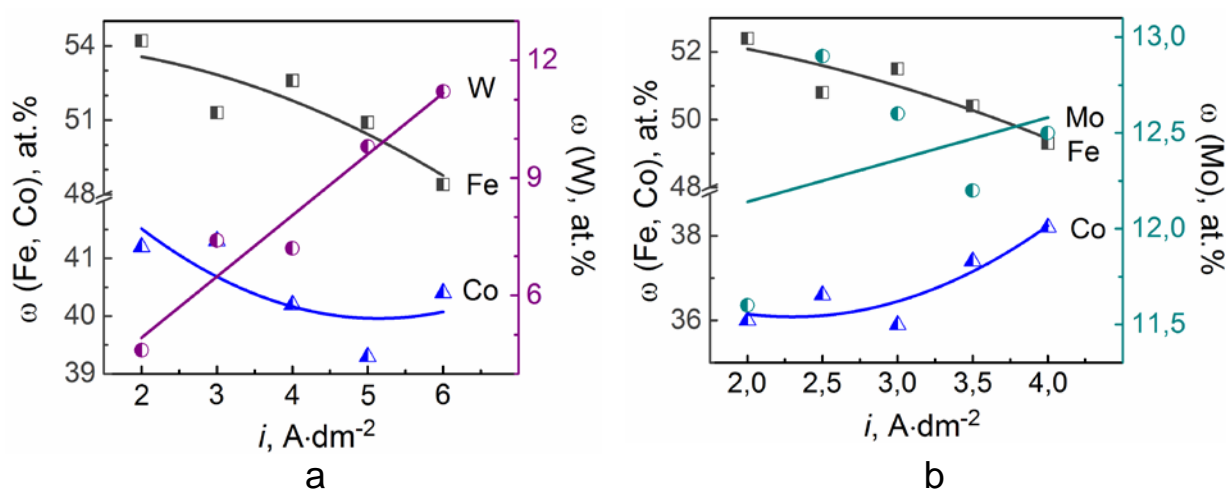 54
51
48
41
40
39
ω (Fe, Co), at.%
12
9
6
ω (W), at.%
W
Fe
Co
2 3 4 5 6
i, A·dm-2
a
52
50
48
38
36
ω (Fe, Co), at.%
13,0
12,5
12,0
11,5
ω (Mo), at.%
Mo
Fe
Co
2,0 2,5 3,0 3,5 4,0
i, A·dm-2
b